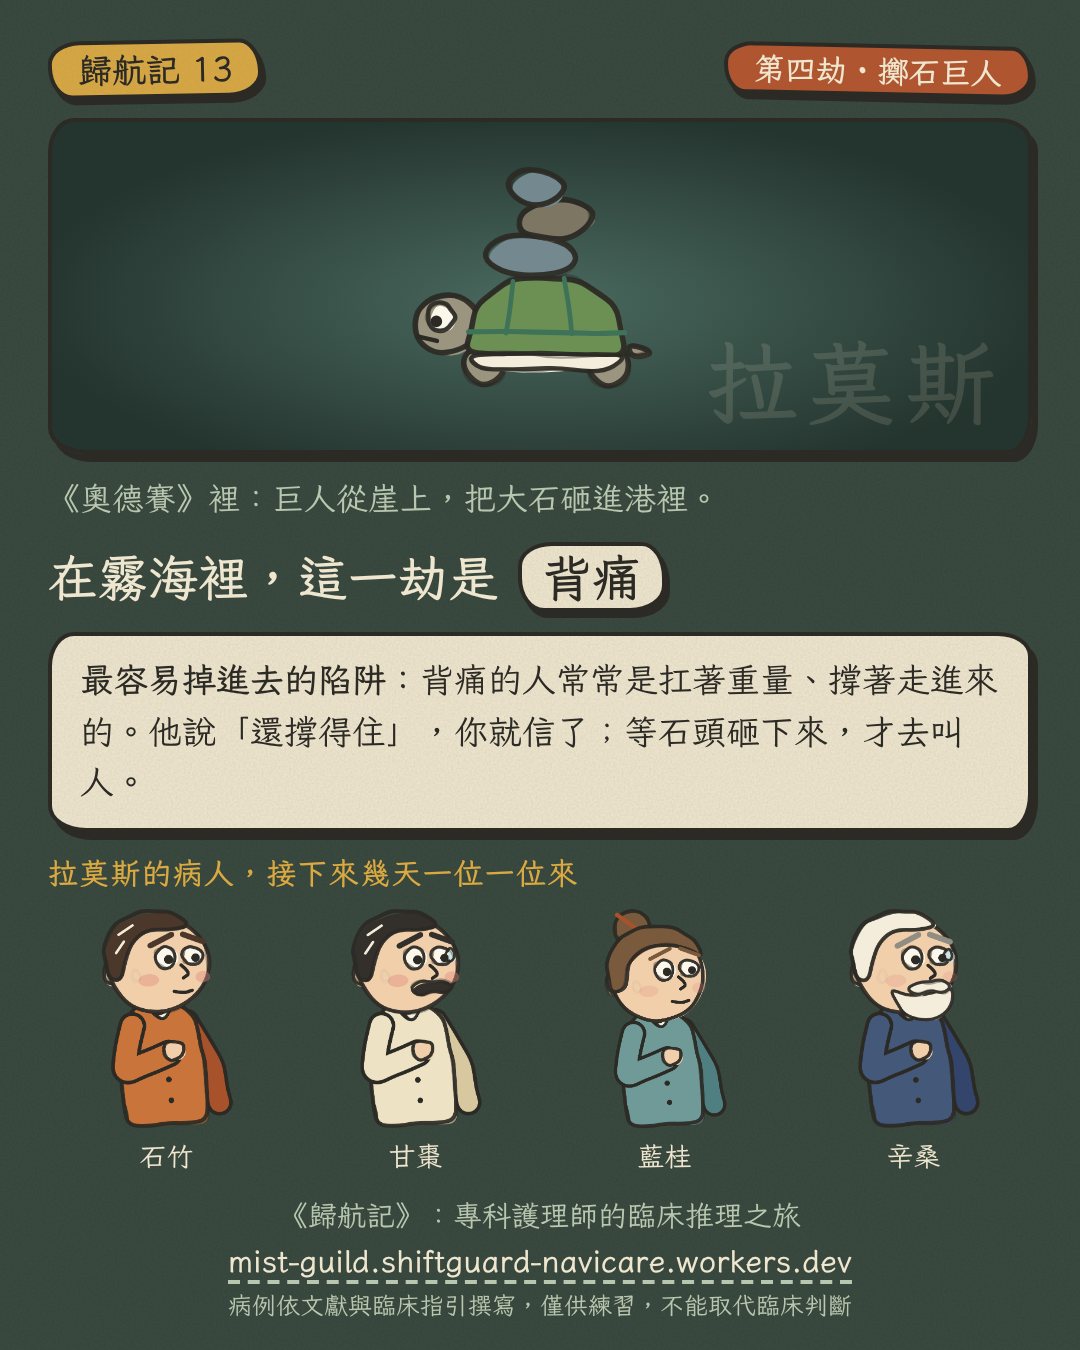 歸航記 13
第四劫・擲石巨人
拉莫斯
《奧德賽》裡：巨人從崖上，把大石砸進港裡。
在霧海裡，這一劫是 背痛
最容易掉進去的陷阱：背痛的人常常是扛著重量、撐著走進來
的。他說「還撐得住」，你就信了；等石頭砸下來，才去叫
人。
拉莫斯的病人，接下來幾天一位一位來
石竹
甘棗
藍桂
辛桑
《歸航記》：專科護理師的臨床推理之旅
mist-guild.shiftguard-navicare.workers.dev
病例依文獻與臨床指引撰寫，僅供練習，不能取代臨床判斷